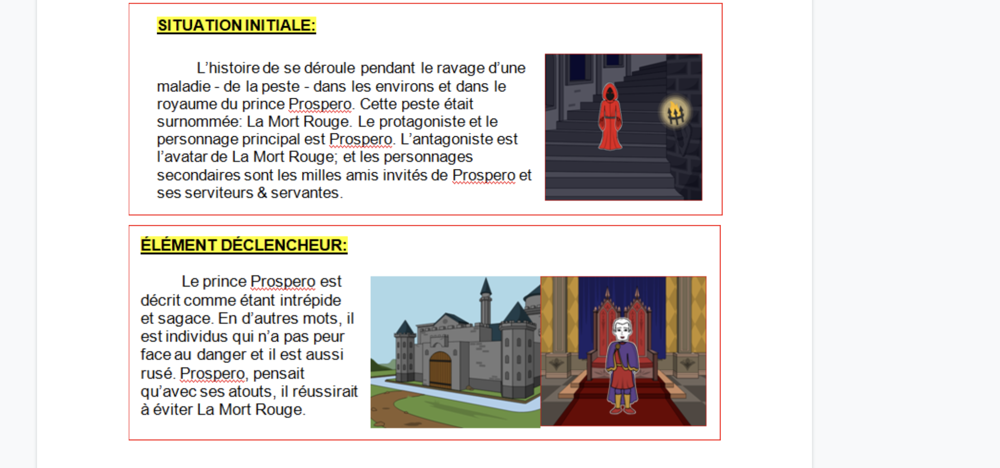 SITUATION INITIALE:
L’histoire de se déroule pendant le ravage d’une
maladie - de la peste - dans les environs et dans le
royaume du prince Prospero. Cette peste était
surnommée: La Mort Rouge. Le protagoniste et le
personnage principal est Prospero. L’antagoniste est
l’avatar de La Mort Rouge; et les personnages
secondaires sont les milles amis invités de Prospero et
ses serviteurs & servantes.
ÉLÉMENT DÉCLENCHEUR:
Le prince Prospero est
décrit comme étant intrépide
et sagace. En d’autres mots, il
est individus qui n’a pas peur
face au danger et il est aussi
rusé. Prospero, pensait
qu’avec ses atouts, il réussirait
à éviter La Mort Rouge.